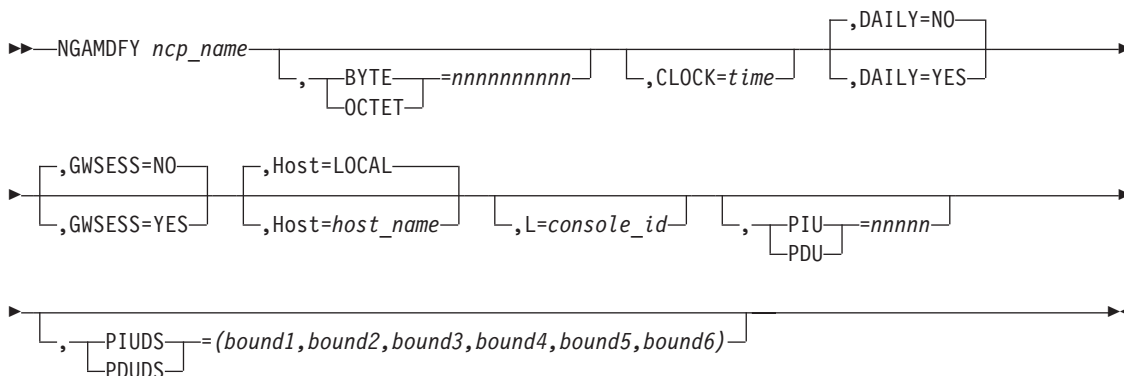 ,DAILY=NO
NGAMDFY ncp_name
, BYTE =nnnnnnnnnn ,CLOCK=time ,DAILY=YES
OCTET
,GWSESS=NO ,Host=LOCAL
,GWSESS=YES ,Host=host_name ,L=console_id , PIU =nnnnn
PDU
, PIUDS =(bound1,bound2,bound3,bound4,bound5,bound6)
PDUDS